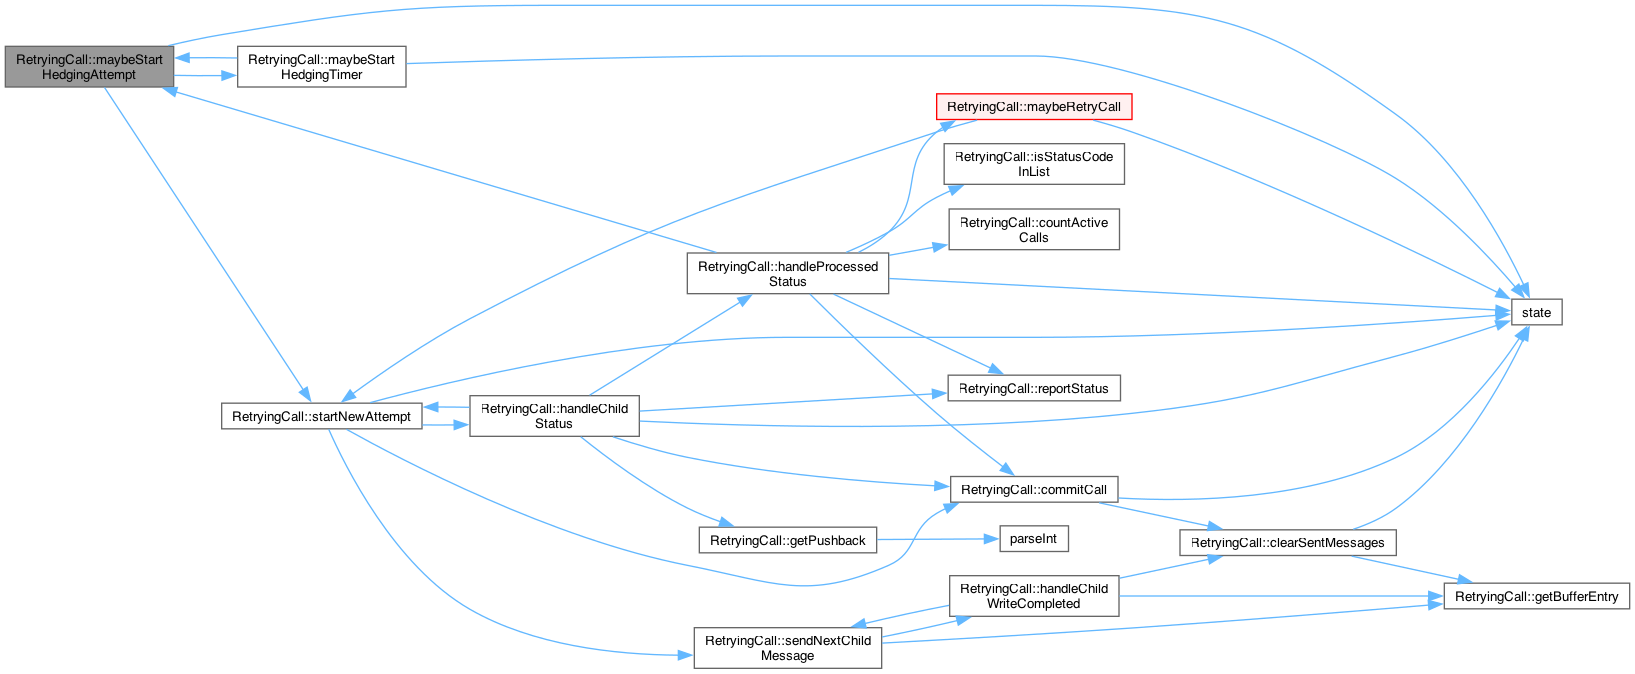 RetryingCall::maybeStart
HedgingAttempt
RetryingCall::maybeStart
HedgingTimer
RetryingCall::maybeRetryCall
RetryingCall::isStatusCode
InList
RetryingCall::countActive
Calls
RetryingCall::handleProcessed
Status
state
RetryingCall::reportStatus
RetryingCall::startNewAttempt
RetryingCall::handleChild
Status
RetryingCall::commitCall
RetryingCall::getPushback
parseInt
RetryingCall::clearSentMessages
RetryingCall::handleChild
WriteCompleted
RetryingCall::getBufferEntry
RetryingCall::sendNextChild
Message